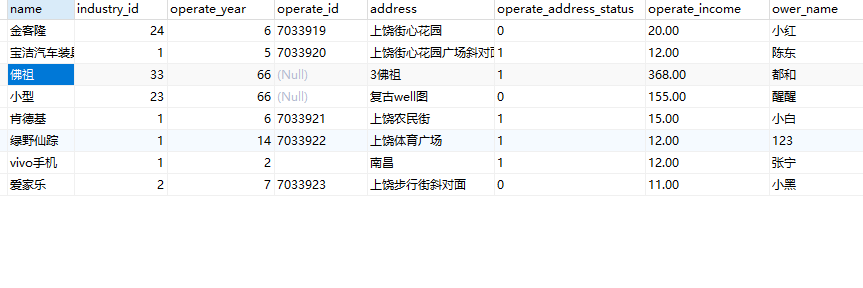 name industry_id operate_year operate_id address operate_address_status operate_income ower_name
金客隆 24 6 7033919 上饶街心花园 0 20.00 小红
宝洁汽车装具 1 5 7033920 上饶街心花园广场斜对面 1 12.00 陈东
佛祖 33 66 (Null) 3佛祖 1 368.00 都和
小型 23 66 (Null) 复古well图 0 155.00 醒醒
肯德基 1 6 7033921 上饶农民街 1 15.00 小白
绿野仙踪 1 14 7033922 上饶体育广场 1 12.00 123
vivo手机 1 2 南昌 1 12.00 张宁
爱家乐 2 7 7033923 上饶步行街斜对面 0 11.00 小黑